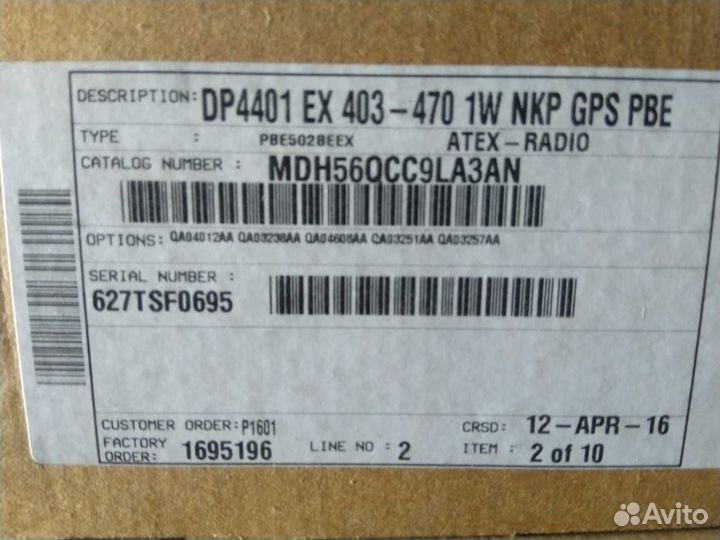 DESCRIPTION: DP4401 EX 403-470 1W NKP GPS PBE
TYPE : PBE502BEEX ATEX-RADIO
CATALOG NUMBER : MDH56QCC9LA3AN
OPTIONS: QA04012AA QA03238AA QA04608AA CA03251AA QA03257AA
SERIAL NUMBER :
627TSF0695
CUSTOMER ORDER: P1601 CRSD: 12-APR-16
FACTORY ORDER: 1695196 LINE NO : 2 ITEM : 2 of 10
Avito